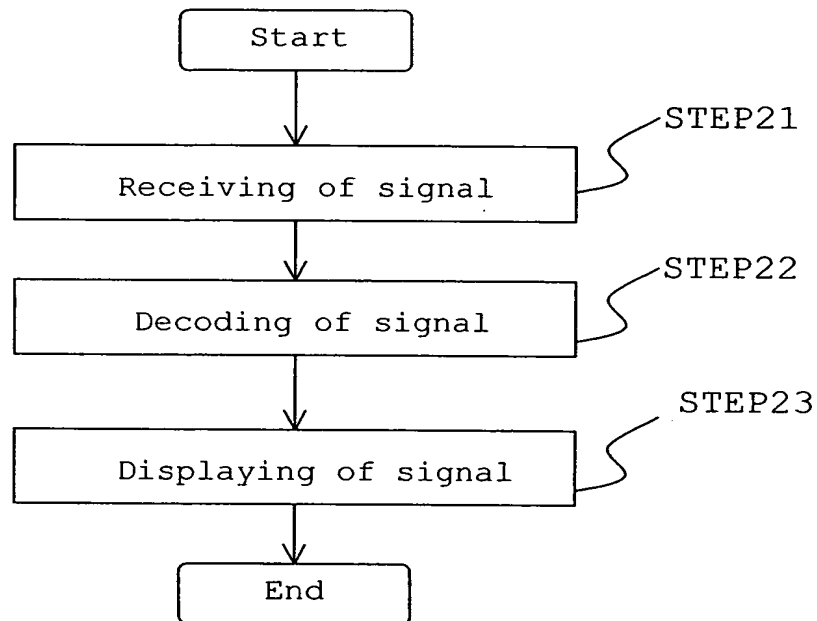 Start
STEP21
Receiving of signal
STEP22
Decoding of signal
STEP23
Displaying of signal
End